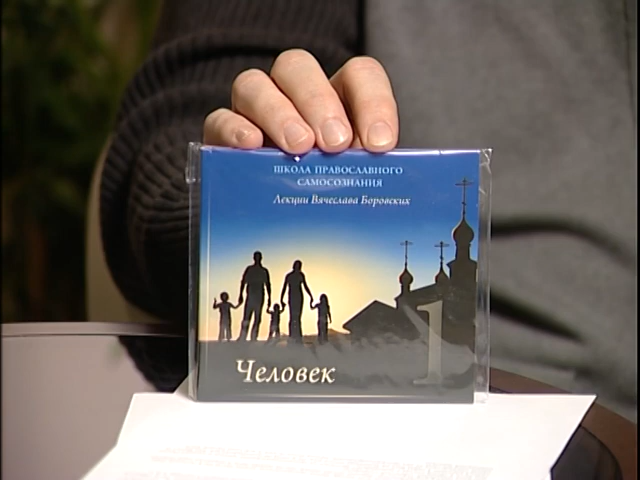 ШКОЛА ПРАВОСЛАВНОГО
САМОСОЗНАНИЯ
Лекции Вячеслава Боровских
1
Человек